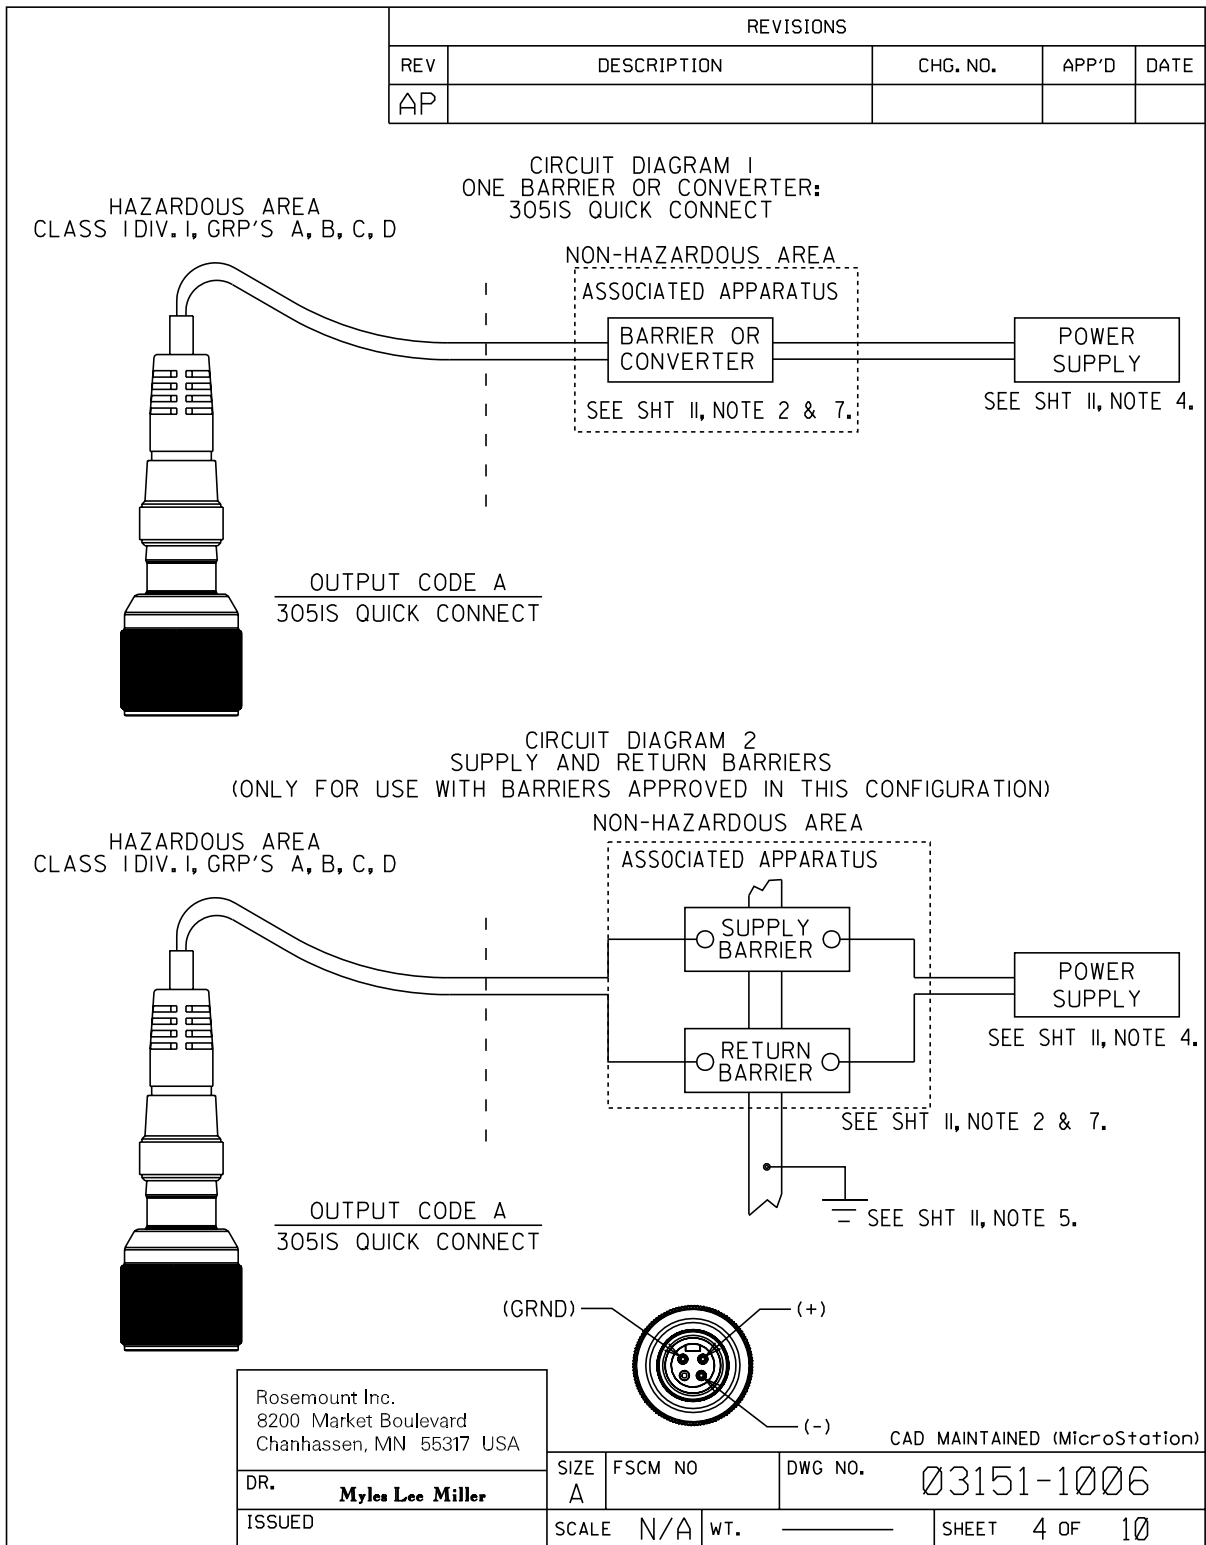 REVISIONS
REV DESCRIPTION CHG. NO. APP'D DATE
AP
CIRCUIT DIAGRAM I
ONE BARRIER OR CONVERTER:
3051S QUICK CONNECT
HAZARDOUS AREA
CLASS I DIV. I, GRP'S A, B, C, D
NON-HAZARDOUS AREA
ASSOCIATED APPARATUS
BARRIER OR
CONVERTER
SEE SHT II, NOTE 2 & 7.
POWER
SUPPLY
SEE SHT II, NOTE 4.
OUTPUT CODE A
3051S QUICK CONNECT
CIRCUIT DIAGRAM 2
SUPPLY AND RETURN BARRIERS
(ONLY FOR USE WITH BARRIERS APPROVED IN THIS CONFIGURATION)
HAZARDOUS AREA
CLASS I DIV. I, GRP'S A, B, C, D
NON-HAZARDOUS AREA
ASSOCIATED APPARATUS
SUPPLY
BARRIER
RETURN
BARRIER
POWER
SUPPLY
SEE SHT II, NOTE 4.
SEE SHT II, NOTE 2 & 7.
SEE SHT II, NOTE 5.
OUTPUT CODE A
3051S QUICK CONNECT
(GRND)
(+)
(-)
Rosemount Inc.
8200 Market Boulevard
Chanhassen, MN 55317 USA
CAD MAINTAINED (MicroStation)
DR. Myles Lee Miller
SIZE A FSCM NO DWG NO. 03151-1006
ISSUED
SCALE N/A WT. SHEET 4 OF 10